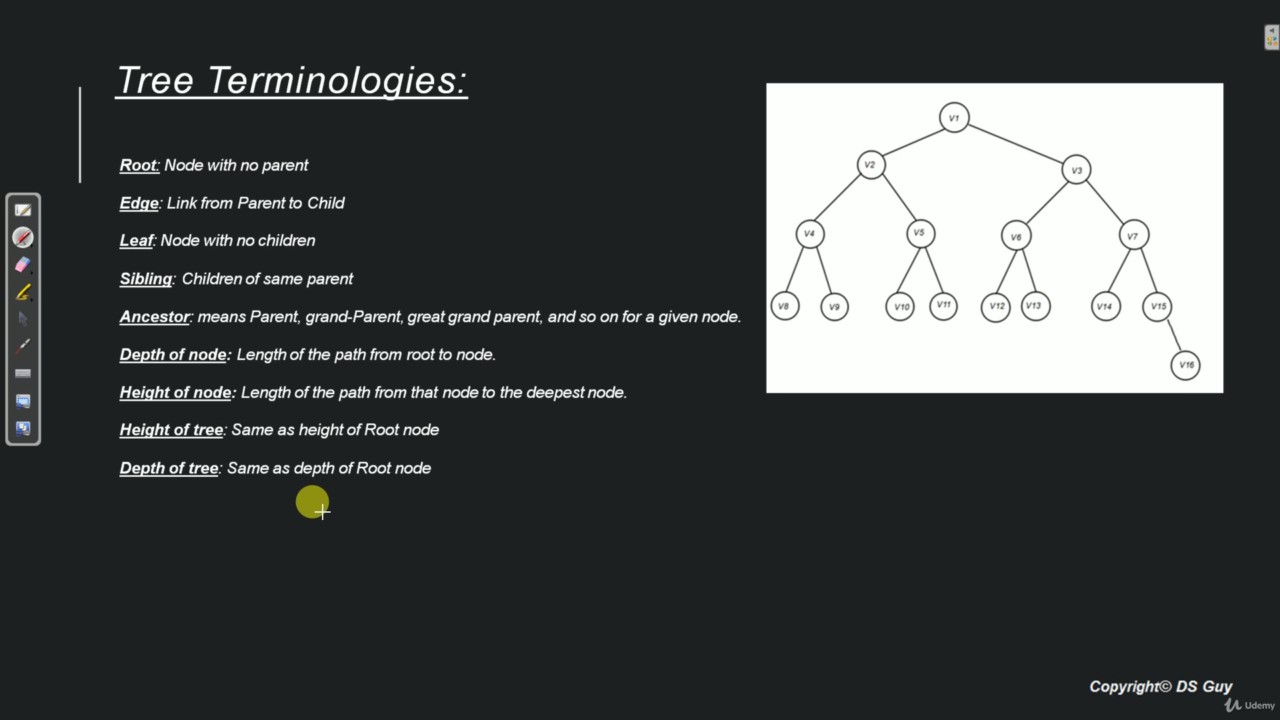 Tree Terminologies:
Root: Node with no parent
Edge: Link from Parent to Child
Leaf: Node with no children
Sibling: Children of same parent
Ancestor: means Parent, grand-Parent, great grand parent, and so on for a given node.
Depth of node: Length of the path from root to node.
Height of node: Length of the path from that node to the deepest node.
Height of tree: Same as height of Root node
Depth of tree: Same as depth of Root node
V1
V2
V3
V4
V5
V6
V7
V8
V9
V10
V11
V12
V13
V14
V15
V16
Copyright© DS Guy
Udemy